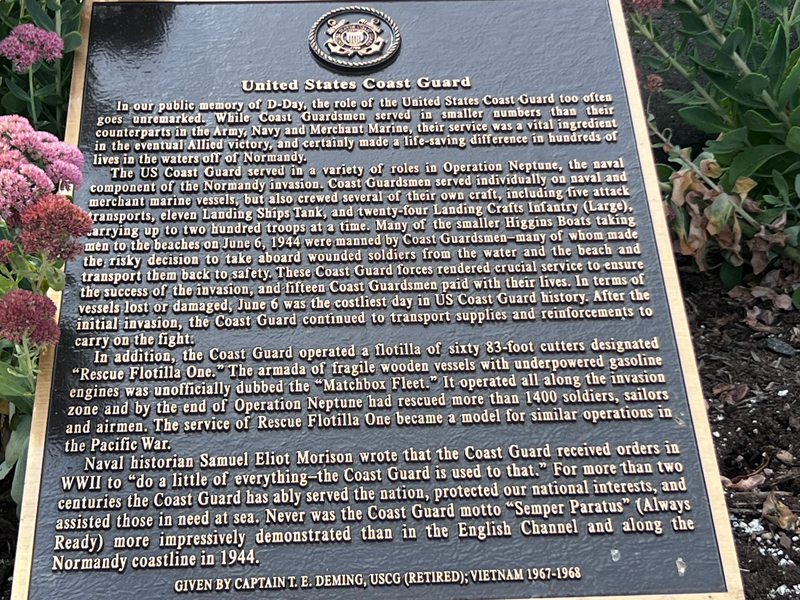 United States Coast Guard
In our public memory of D-Day, the role of the United States Coast Guard too often
goes unremarked. While Coast Guardsmen served in smaller numbers than their
counterparts in the Army, Navy and Merchant Marine, their service was a vital ingredient
in the eventual Allied victory, and certainly made a life-saving difference in hundreds of
lives in the waters off of Normandy.
The US Coast Guard served in a variety of roles in Operation Neptune, the naval
component of the Normandy invasion. Coast Guardsmen served individually on naval and
merchant marine vessels, but also crewed several of their own craft, including five attack
transports, eleven Landing Ships Tank, and twenty-four Landing Crafts Infantry (Large),
carrying up to two hundred troops at a time. Many of the smaller Higgins Boats taking
men to the beaches on June 6, 1944 were manned by Coast Guardsmen–many of whom made
the risky decision to take aboard wounded soldiers from the water and the beach and
transport them back to safety. These Coast Guard forces rendered crucial service to ensure
the success of the invasion, and fifteen Coast Guardsmen paid with their lives. In terms of
vessels lost or damaged, June 6 was the costliest day in US Coast Guard history. After the
initial invasion, the Coast Guard continued to transport supplies and reinforcements to
carry on the fight.
In addition, the Coast Guard operated a flotilla of sixty 83-foot cutters designated
“Rescue Flotilla One.” The armada of fragile wooden vessels with underpowered gasoline
engines was unofficially dubbed the “Matchbox Fleet.” It operated all along the invasion
zone and by the end of Operation Neptune had rescued more than 1400 soldiers, sailors
and airmen. The service of Rescue Flotilla One became a model for similar operations in
the Pacific War.
Naval historian Samuel Eliot Morison wrote that the Coast Guard received orders in
WWII to “do a little of everything–the Coast Guard is used to that.” For more than two
centuries the Coast Guard has ably served the nation, protected our national interests, and
assisted those in need at sea. Never was the Coast Guard motto “Semper Paratus” (Always
Ready) more impressively demonstrated than in the English Channel and along the
Normandy coastline in 1944.
GIVEN BY CAPTAIN T. E. DEMING, USCG (RETIRED); VIETNAM 1967-1968